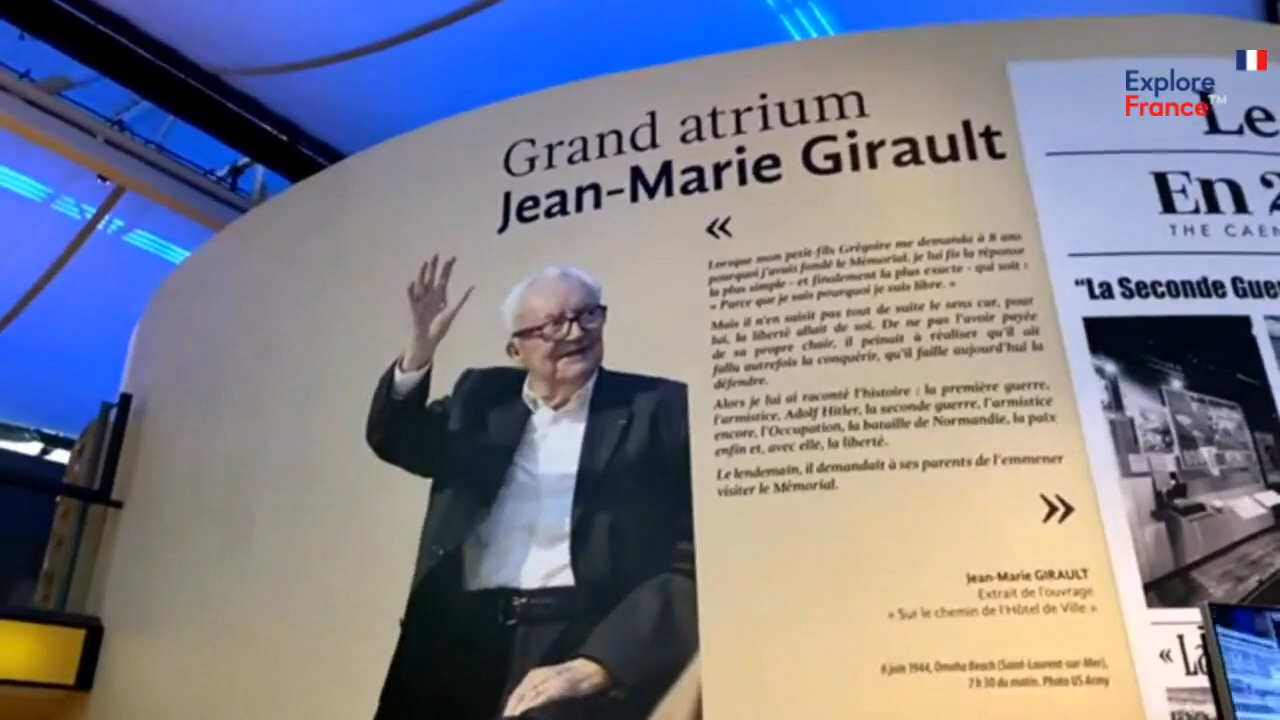 Explore
France™
Grand atrium
Jean-Marie Girault
«
Lorsque mon petit-fils Grégoire me demanda à 8 ans
pourquoi j'avais fondé le Mémorial, je lui fis la réponse
la plus simple - et finalement la plus exacte - qui soit :
« Parce que je sais pourquoi je suis libre. »
Mais il n'en saisit pas tout de suite le sens car, pour
lui, la liberté allait de soi. De ne pas l'avoir payée
de sa propre chair, il peinait à réaliser qu'il ait
fallu autrefois la conquérir, qu'il faille aujourd'hui la
défendre.
Alors je lui ai raconté l'histoire : la première guerre,
l'armistice, Adolf Hitler, la seconde guerre, l'armistice
encore, l'Occupation, la bataille de Normandie, la paix
enfin et, avec elle, la liberté.
Le lendemain, il demandait à ses parents de l'emmener
visiter le Mémorial.
»
Jean-Marie GIRAULT
Extrait de l'ouvrage
« Sur le chemin de l'Hôtel de Ville »
6 juin 1944, Omaha Beach (Saint-Laurent-sur-Mer),
7 h 30 du matin. Photo US Army
Le
En 2
THE CAEN
"La Seconde Gue
«